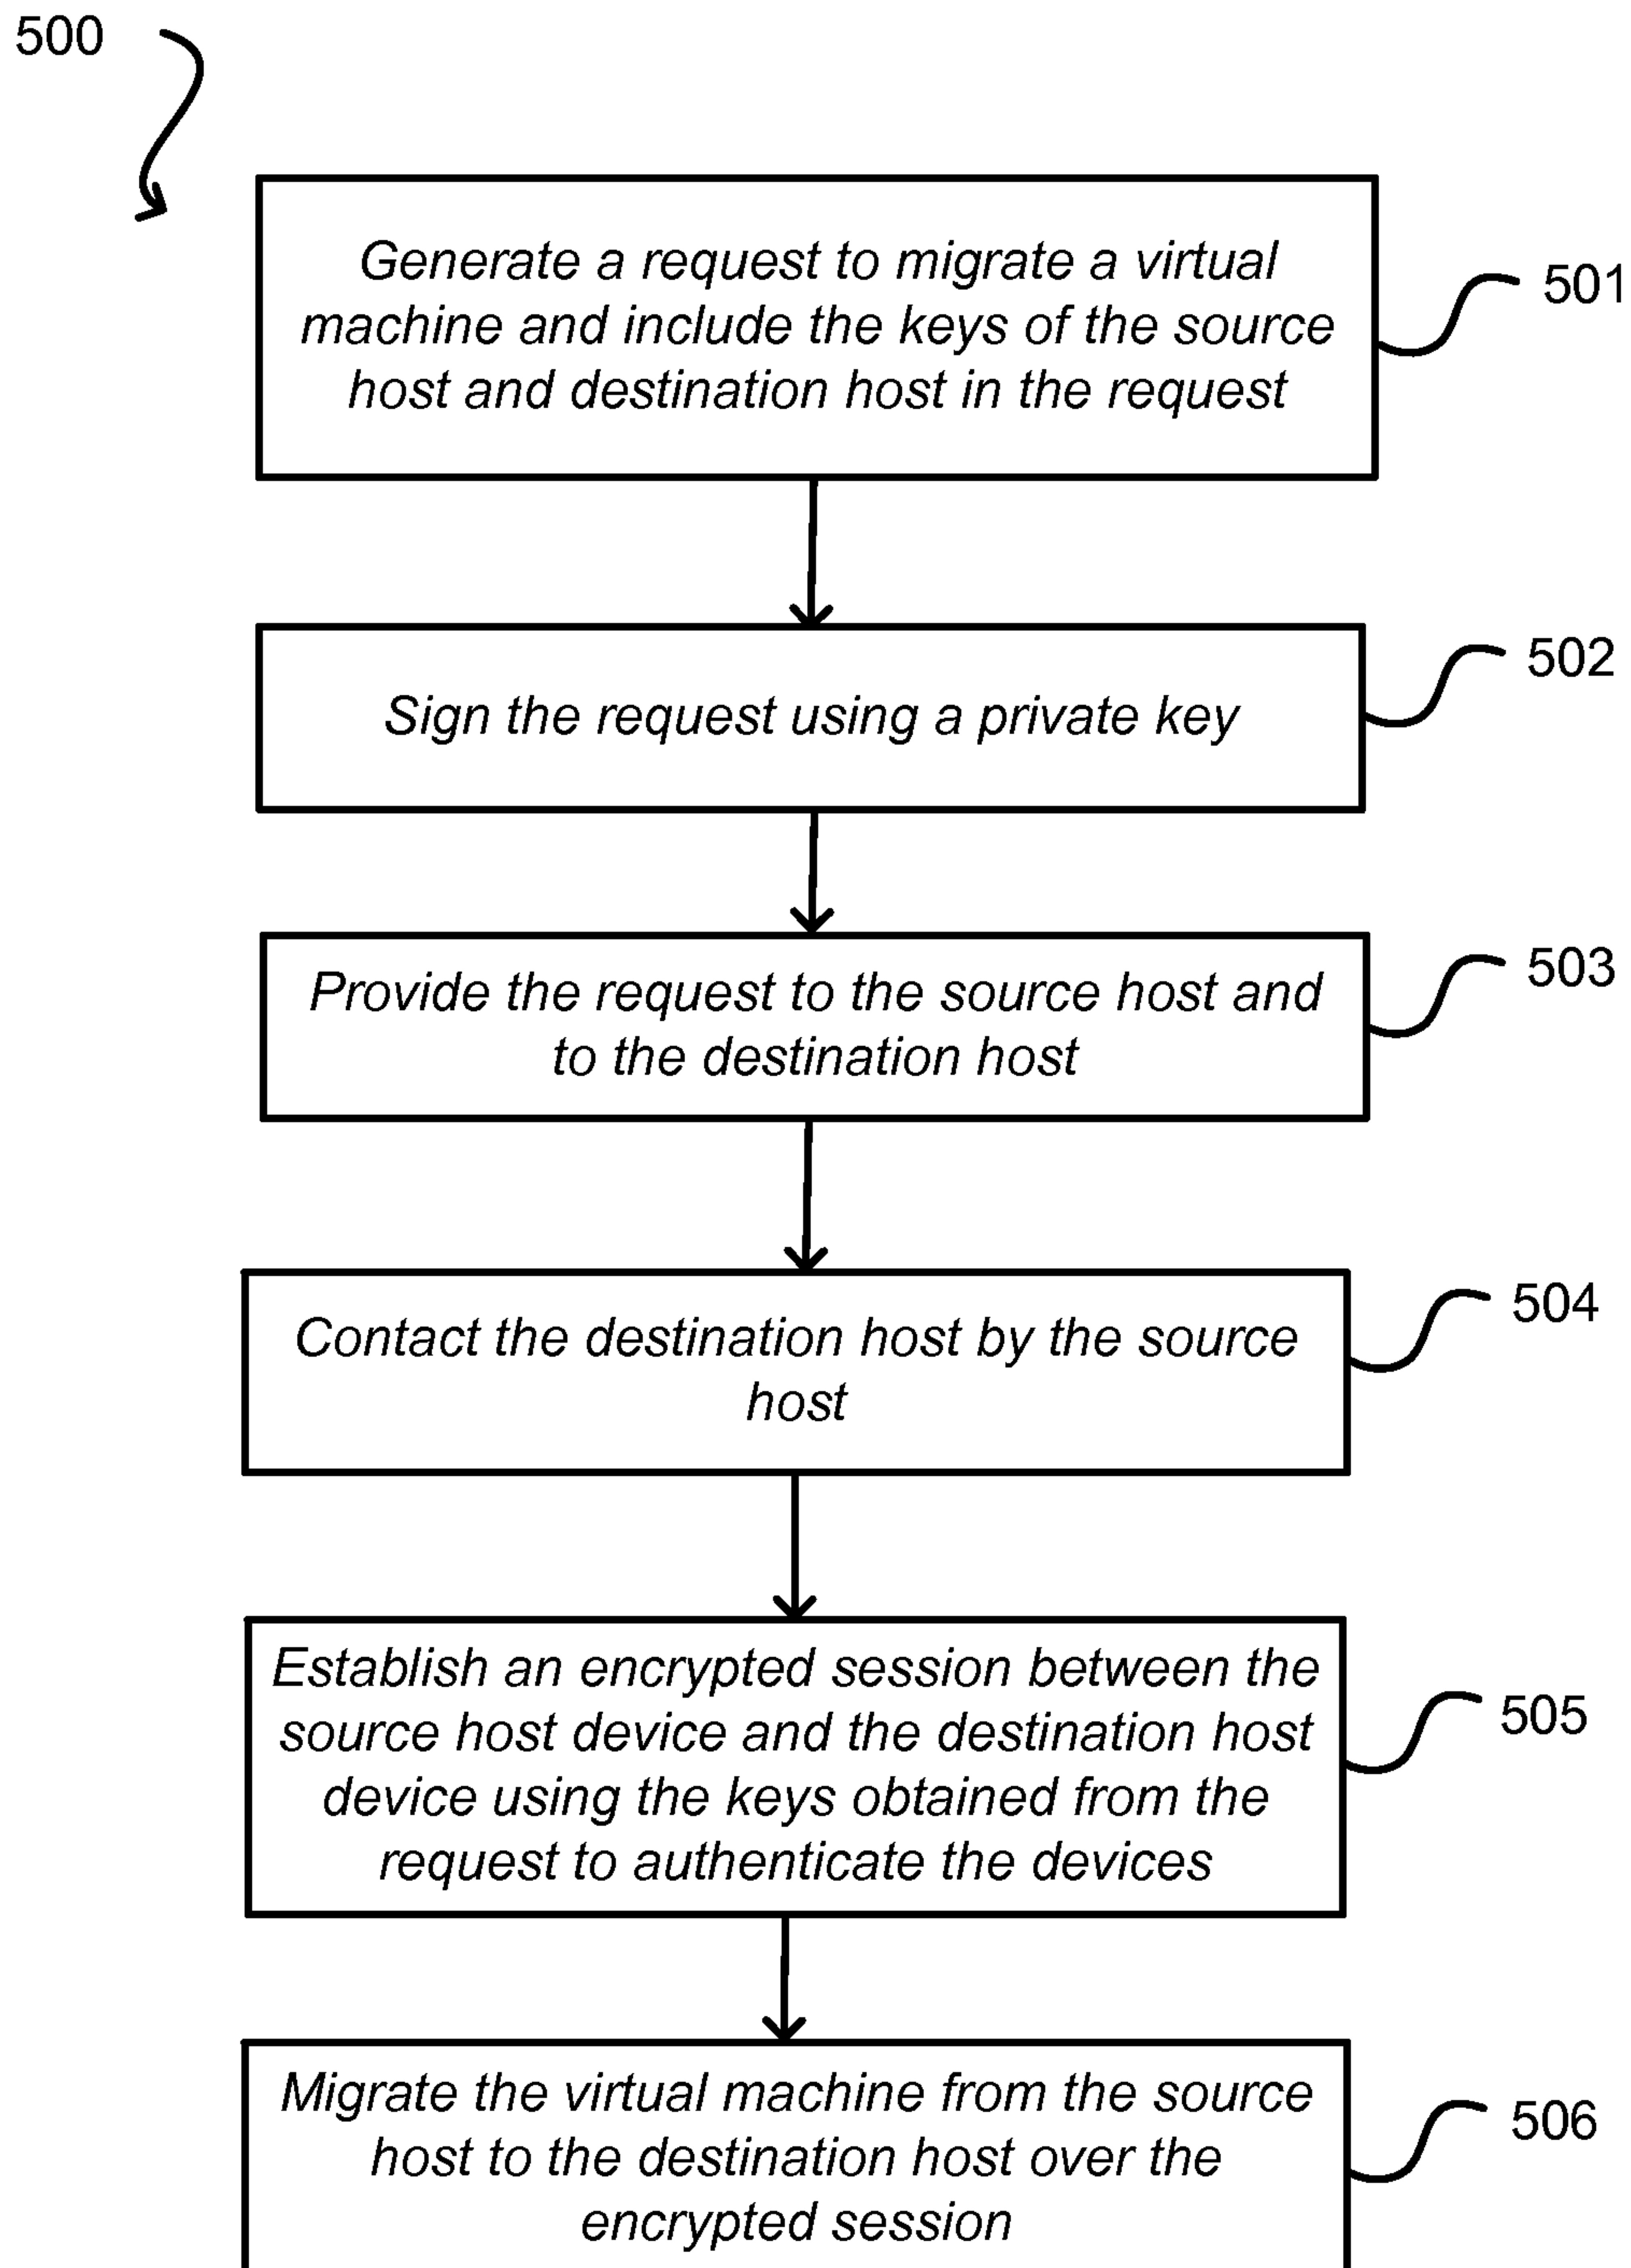 500
Generate a request to migrate a virtual
machine and include the keys of the source
host and destination host in the request
501
Sign the request using a private key
502
Provide the request to the source host and
to the destination host
503
Contact the destination host by the source
host
504
Establish an encrypted session between the
source host device and the destination host
device using the keys obtained from the
request to authenticate the devices
505
Migrate the virtual machine from the source
host to the destination host over the
encrypted session
506